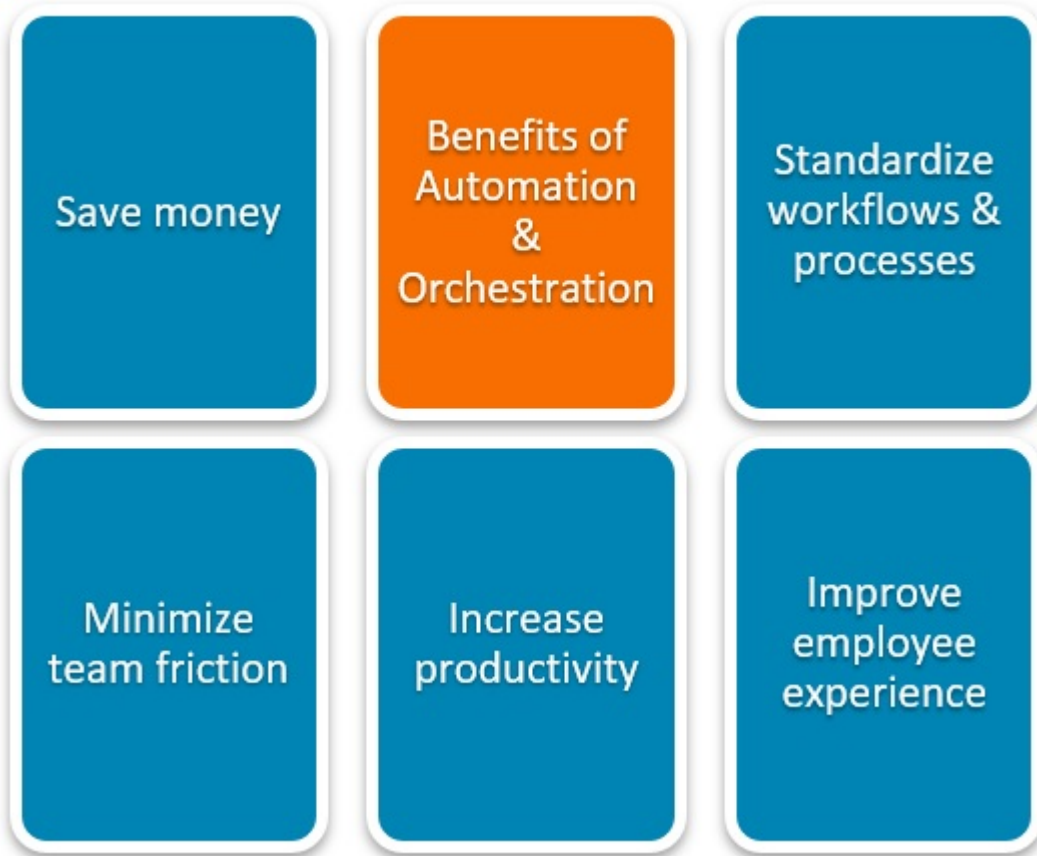 Save money
Benefits of
Automation
&
Orchestration
Standardize
workflows &
processes
Minimize
team friction
Increase
productivity
Improve
employee
experience